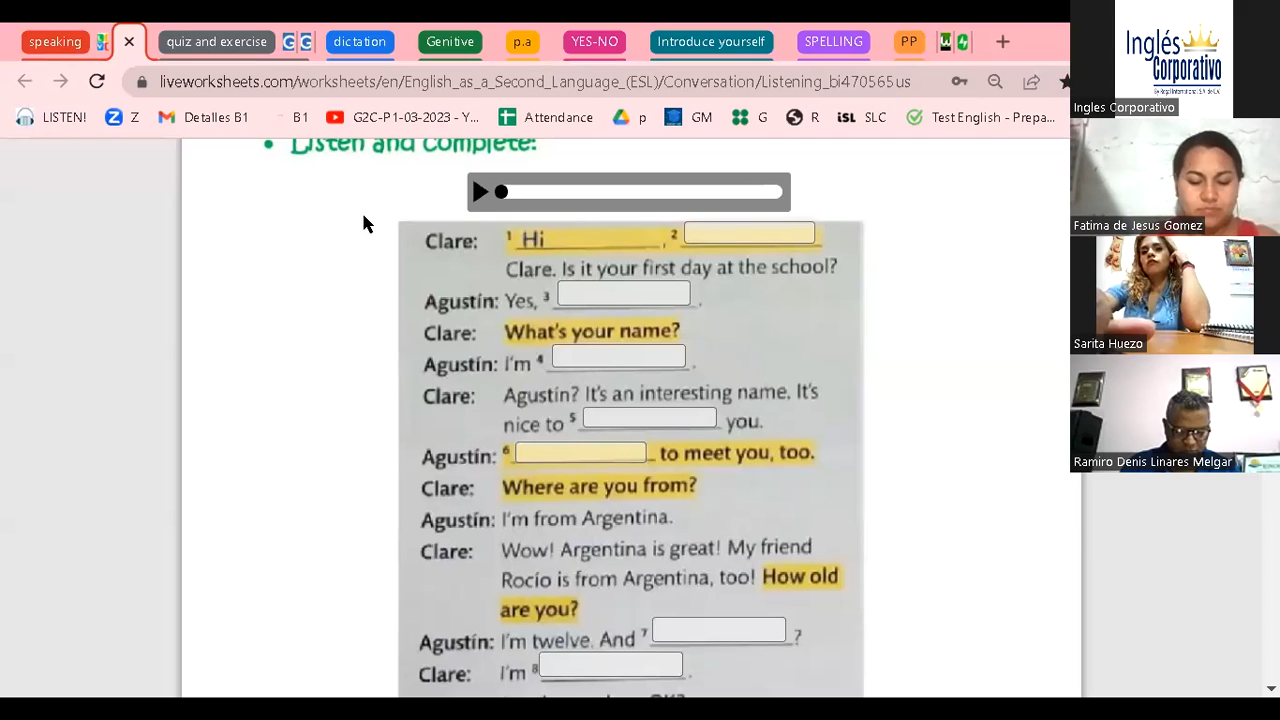 speaking
quiz and exercise
dictation
Genitive
p.a
YES-NO
Introduce yourself
SPELLING
PP
liveworksheets.com/worksheets/en/English_as_a_Second_Language_(ESL)/Conversation/Listening_bi470565us
LISTEN!
Z
Detalles B1
B1
G2C-P1-03-2023 - Y...
Attendance
p
GM
G
R
iSL SLC
Test English - Prepa...
Inglés
Corporativo
Ingles Corporativo
Fatima de Jesus Gomez
Sarita Huezo
Ramiro Denis Linares Melgar
• Listen and complete:
Clare: 1 Hi , 2
Clare. Is it your first day at the school?
Agustín: Yes, 3 .
Clare: What's your name?
Agustín: I'm 4 .
Clare: Agustín? It's an interesting name. It's
nice to 5 you.
Agustín: 6 to meet you, too.
Clare: Where are you from?
Agustín: I'm from Argentina.
Clare: Wow! Argentina is great! My friend
Rocío is from Argentina, too! How old
are you?
Agustín: I'm twelve. And 7 ?
Clare: I'm 8 .